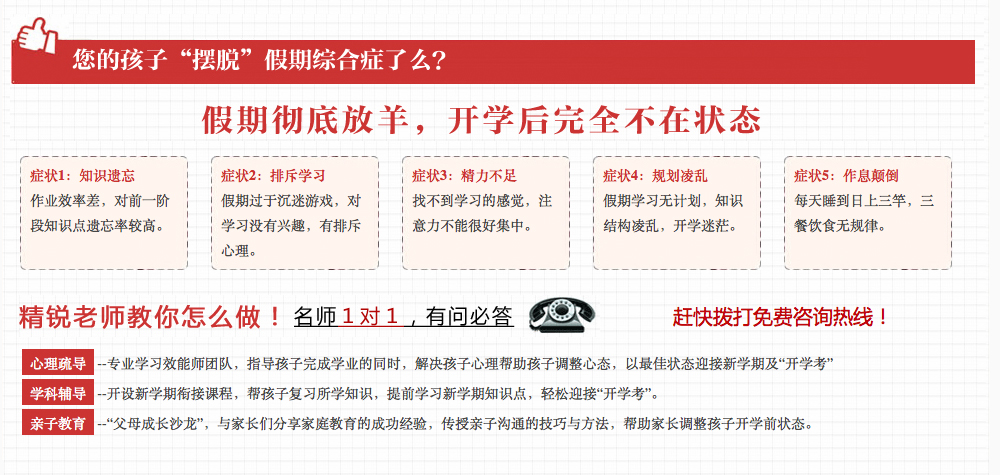 您的孩子“摆脱”假期综合症了么？
假期彻底放羊，开学后完全不在状态
症状1：知识遗忘
作业效率差，对前一阶
段知识点遗忘率较高。
症状2：排斥学习
假期过于沉迷游戏，对
学习没有兴趣，有排斥
心理。
症状3：精力不足
找不到学习的感觉，注
意力不能很好集中。
症状4：规划凌乱
假期学习无计划，知识
结构凌乱，开学迷茫。
症状5：作息颠倒
每天睡到日上三竿，三
餐饮食无规律。
精锐老师教你怎么做！名师1对1，有问必答
赶快拨打免费咨询热线！
心理疏导--专业学习效能师团队，指导孩子完成学业的同时，解决孩子心理帮助孩子调整心态，以最佳状态迎接新学期及“开学考”
学科辅导--开设新学期衔接课程，帮孩子复习所学知识，提前学习新学期知识点，轻松迎接“开学考”。
亲子教育--“父母成长沙龙”，与家长们分享家庭教育的成功经验，传授亲子沟通的技巧与方法，帮助家长调整孩子开学前状态。